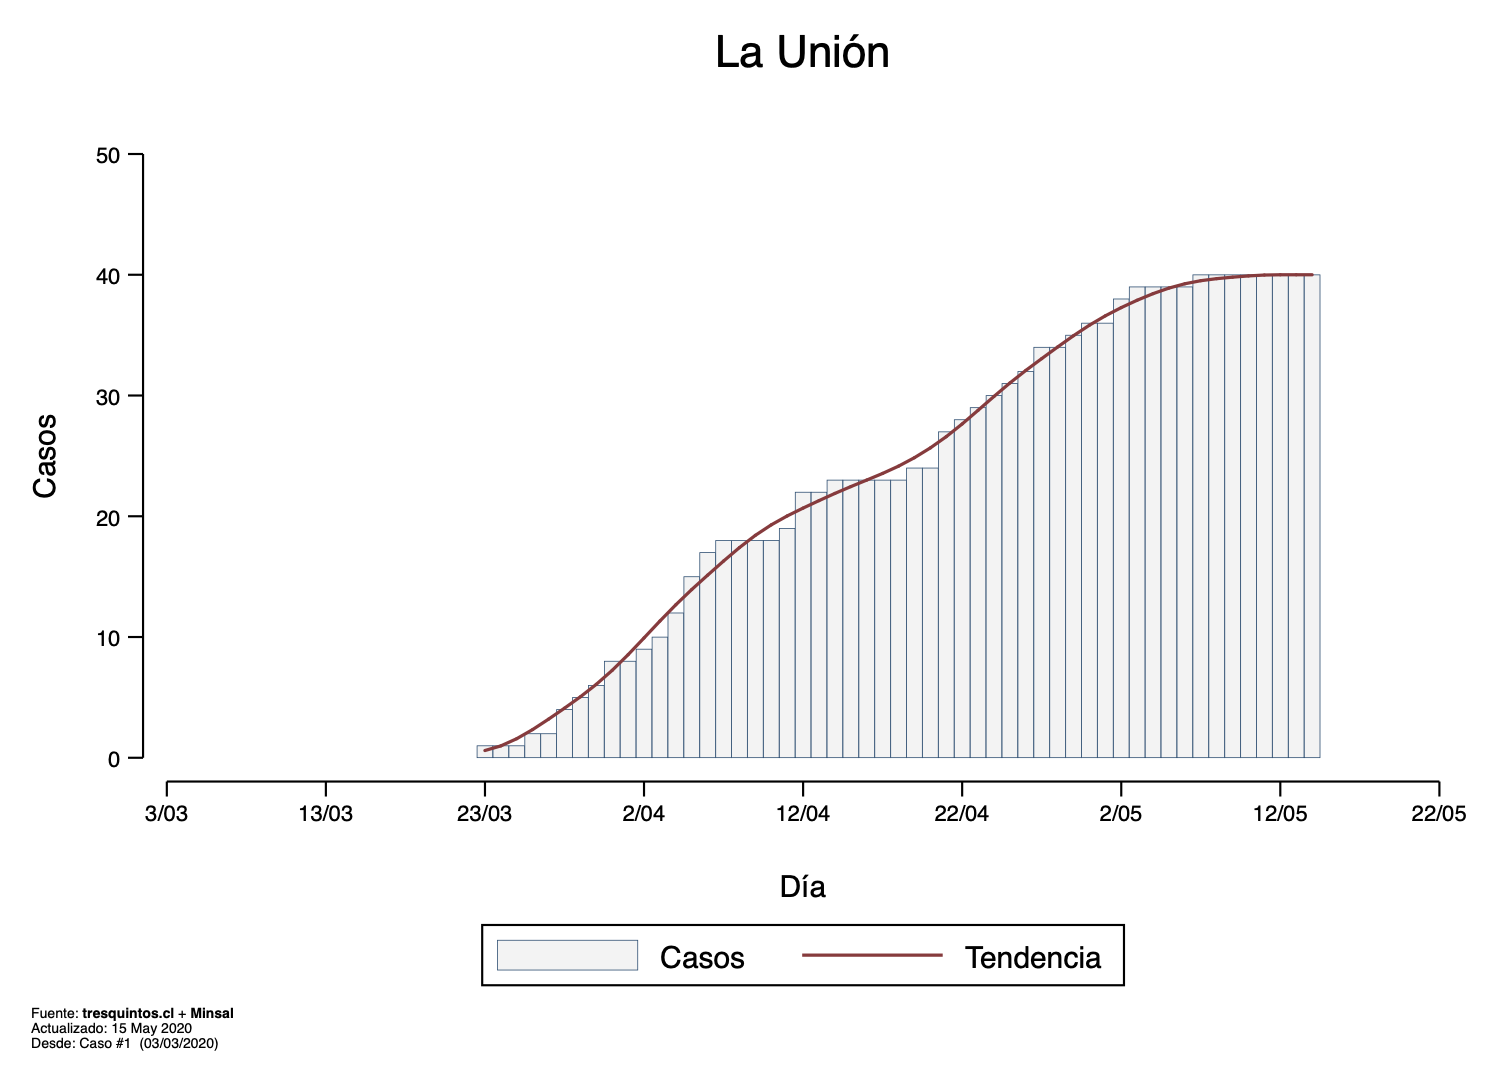 La Unión
50
40
30
20
10
0
Casos
3/03 13/03 23/03 2/04 12/04 22/04 2/05 12/05 22/05
Día
Casos Tendencia
Fuente: tresquintos.cl + Minsal
Actualizado: 15 May 2020
Desde: Caso #1 (03/03/2020)